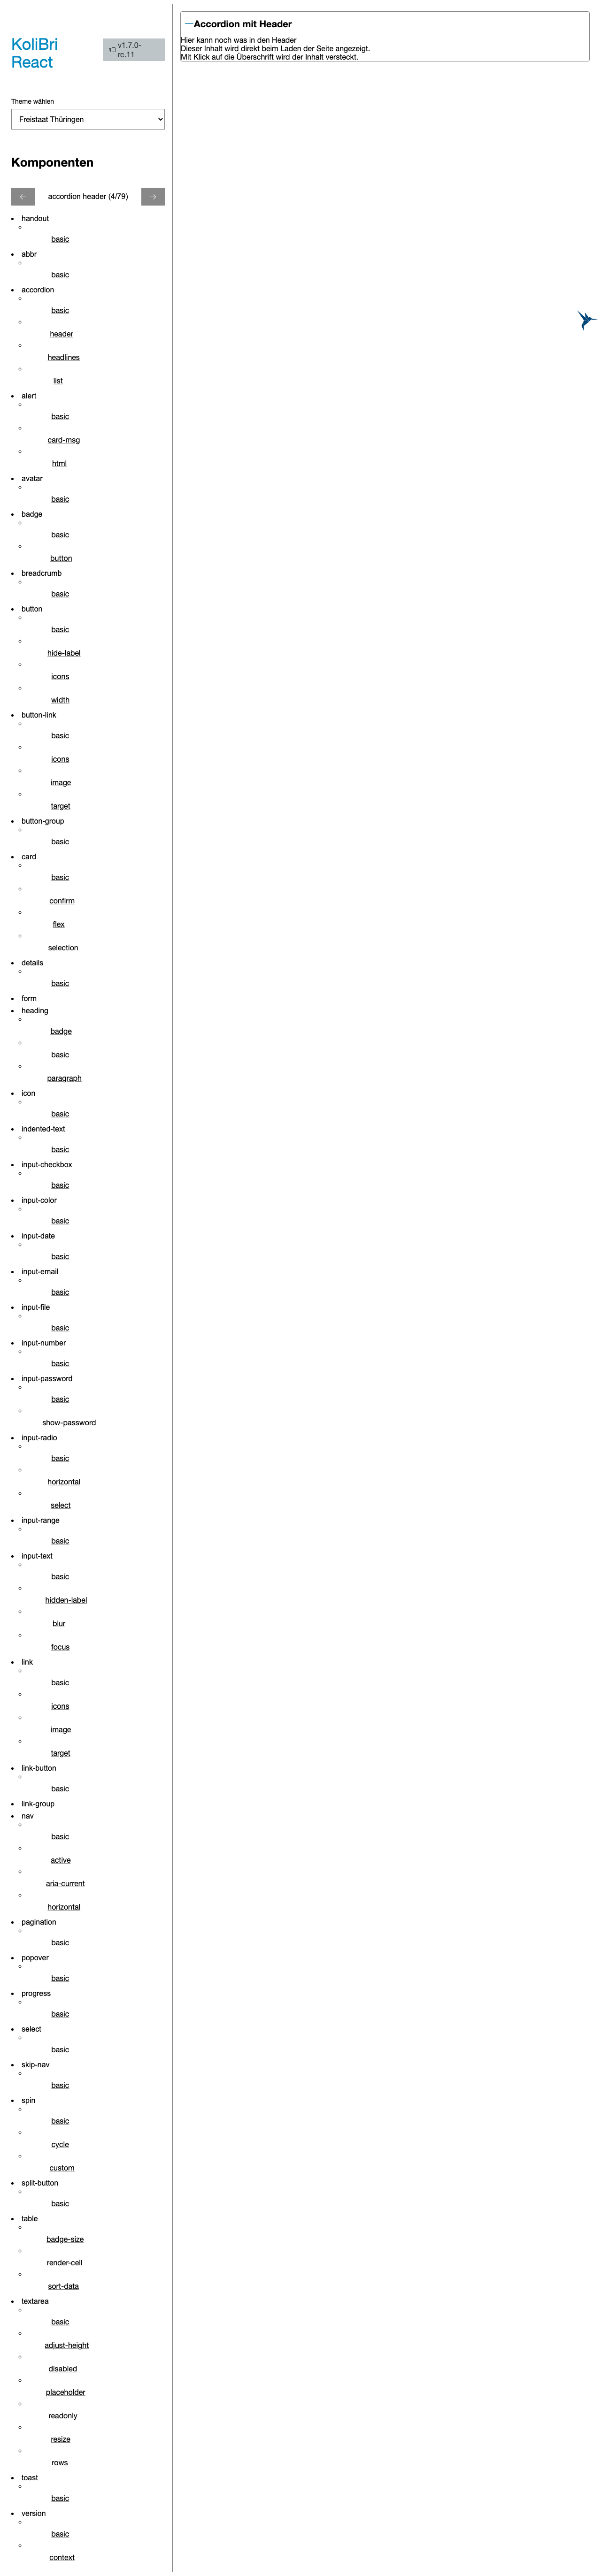 KoliBri
React
v1.7.0-
rc.11
Theme wählen
Freistaat Thüringen
Komponenten
accordion header (4/79)
handout
basic
abbr
basic
accordion
basic
header
headlines
list
alert
basic
card-msg
html
avatar
basic
badge
basic
button
breadcrumb
basic
button
basic
hide-label
icons
width
button-link
basic
icons
image
target
button-group
basic
card
basic
confirm
flex
selection
details
basic
form
heading
badge
basic
paragraph
icon
basic
indented-text
basic
input-checkbox
basic
input-color
basic
input-date
basic
input-email
basic
input-file
basic
input-number
basic
input-password
basic
show-password
input-radio
basic
horizontal
select
input-range
basic
input-text
basic
hidden-label
blur
focus
link
basic
icons
image
target
link-button
basic
link-group
nav
basic
active
aria-current
horizontal
pagination
basic
popover
basic
progress
basic
select
basic
skip-nav
basic
spin
basic
cycle
custom
split-button
basic
table
badge-size
render-cell
sort-data
textarea
basic
adjust-height
disabled
placeholder
readonly
resize
rows
toast
basic
version
basic
context
Accordion mit Header
Hier kann noch was in den Header
Dieser Inhalt wird direkt beim Laden der Seite angezeigt.
Mit Klick auf die Überschrift wird der Inhalt versteckt.